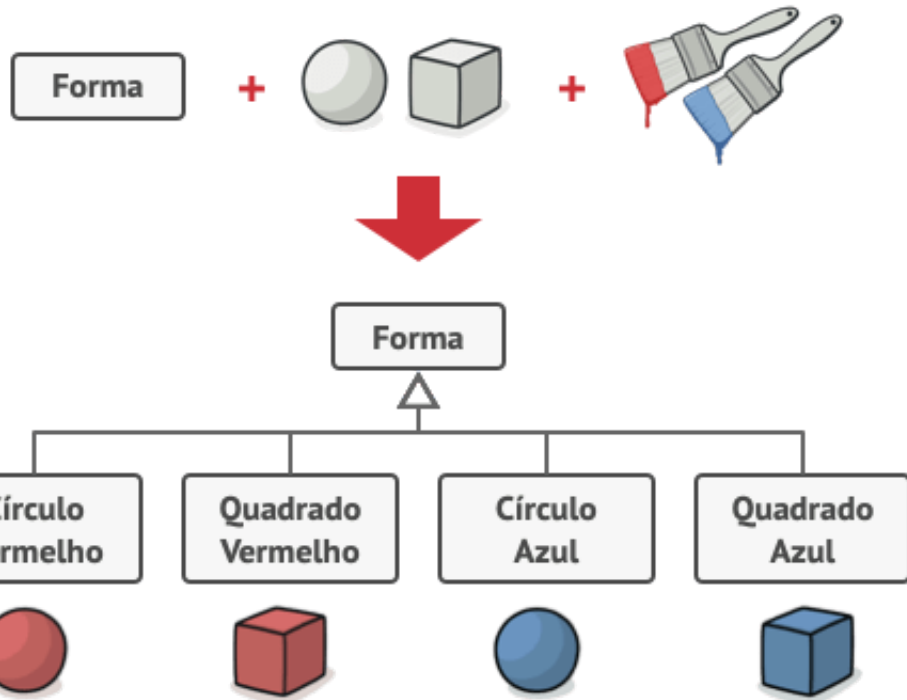 Forma
+
+
Forma
írculo
rmelho
Quadrado
Vermelho
Círculo
Azul
Quadrado
Azul